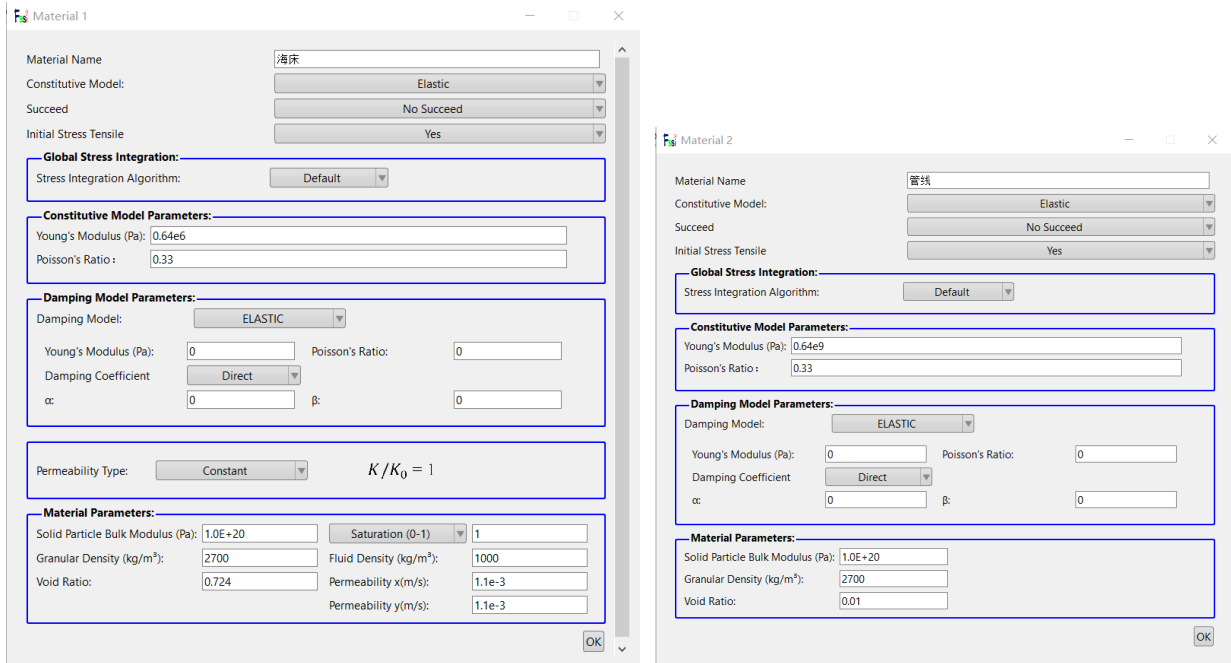 Material 1
Material Name 海床
Constitutive Model: Elastic
Succeed No Succeed
Initial Stress Tensile Yes
Global Stress Integration:
Stress Integration Algorithm: Default
Constitutive Model Parameters:
Young's Modulus (Pa): 0.64e6
Poisson's Ratio： 0.33
Damping Model Parameters:
Damping Model: ELASTIC
Young's Modulus (Pa): 0 Poisson's Ratio: 0
Damping Coefficient Direct
α: 0 β: 0
Permeability Type: Constant K/K₀ = 1
Material Parameters:
Solid Particle Bulk Modulus (Pa): 1.0E+20 Saturation (0-1) 1
Granular Density (kg/m³): 2700 Fluid Density (kg/m³): 1000
Void Ratio: 0.724 Permeability x(m/s): 1.1e-3
Permeability y(m/s): 1.1e-3
OK
Material 2
Material Name 管线
Constitutive Model: Elastic
Succeed No Succeed
Initial Stress Tensile Yes
Global Stress Integration:
Stress Integration Algorithm: Default
Constitutive Model Parameters:
Young's Modulus (Pa): 0.64e9
Poisson's Ratio： 0.33
Damping Model Parameters:
Damping Model: ELASTIC
Young's Modulus (Pa): 0 Poisson's Ratio: 0
Damping Coefficient Direct
α: 0 β: 0
Material Parameters:
Solid Particle Bulk Modulus (Pa): 1.0E+20
Granular Density (kg/m³): 2700
Void Ratio: 0.01
OK